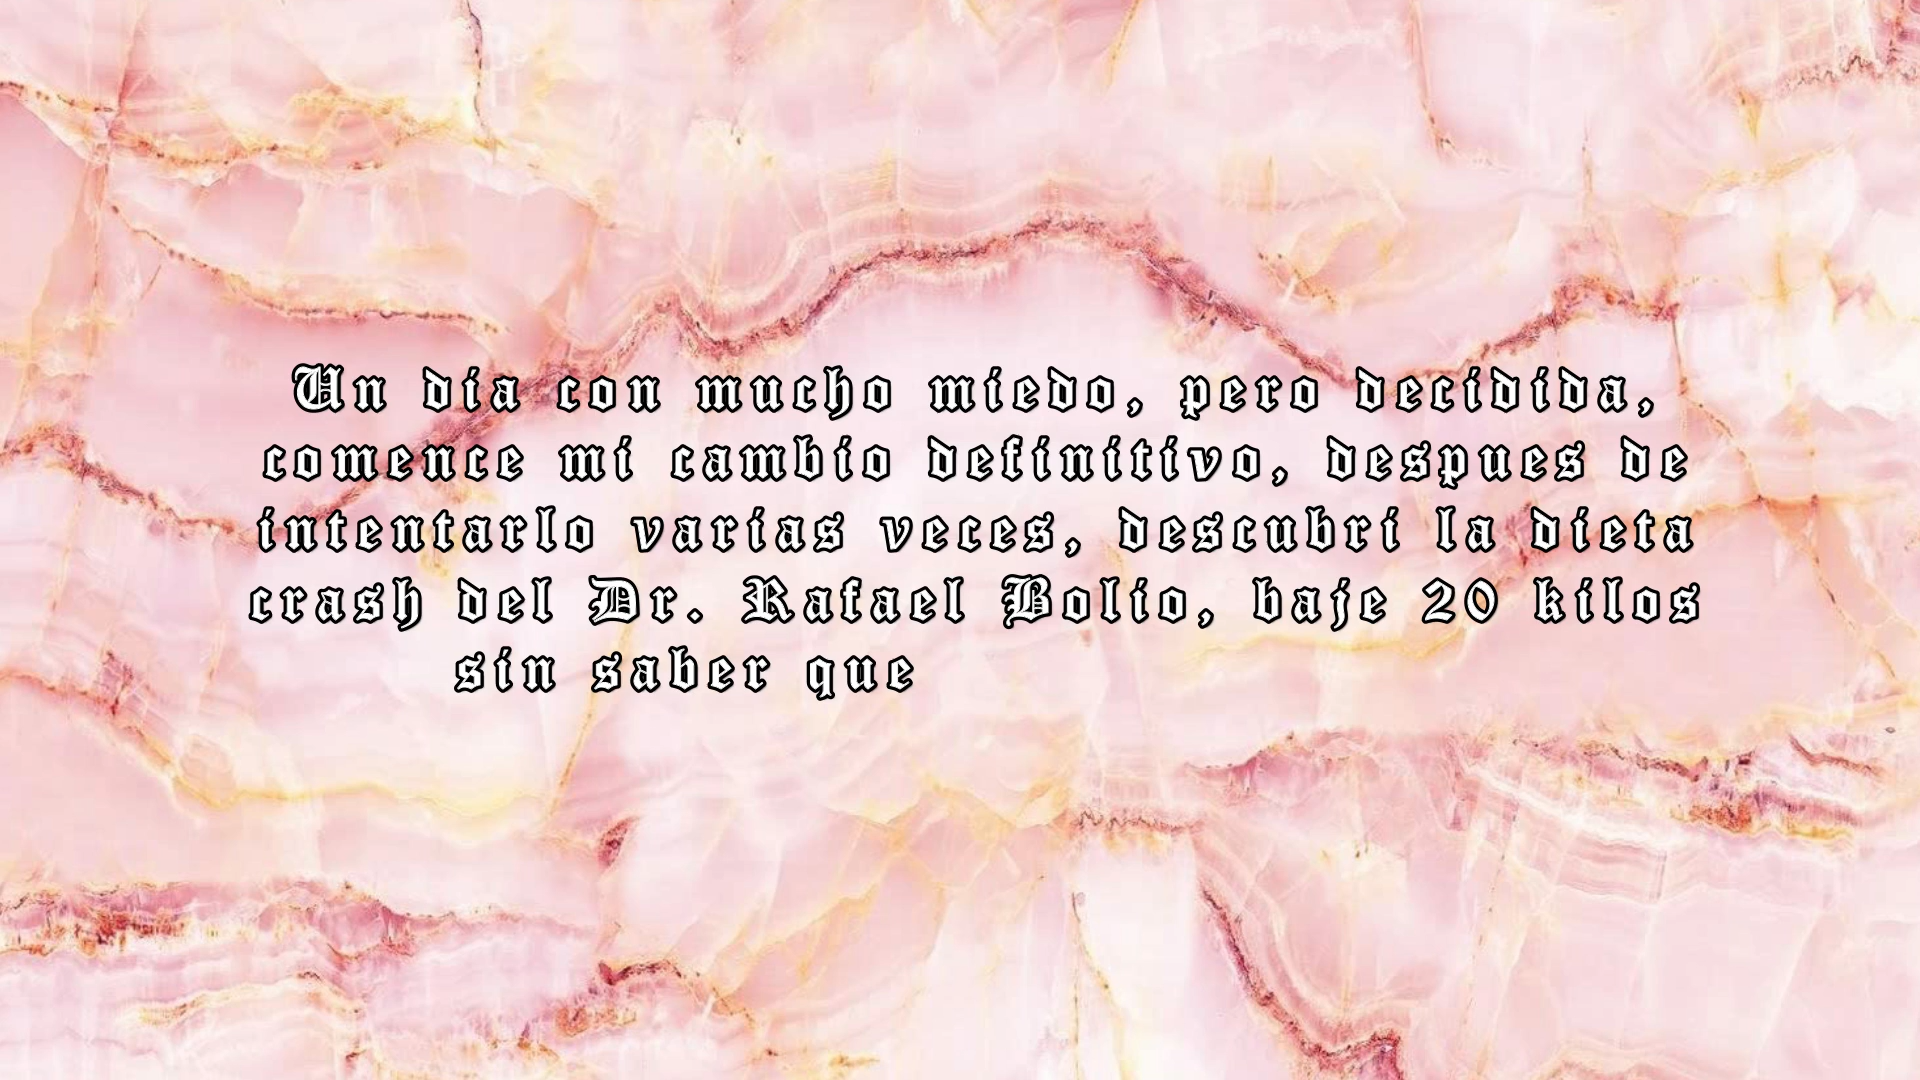 Un dia con mucho miedo, pero decidida,
comence mi cambio definitivo, despues de
intentarlo varias veces, descubri la dieta
crash del Dr. Rafael Bolio, baje 20 kilos
sin saber que